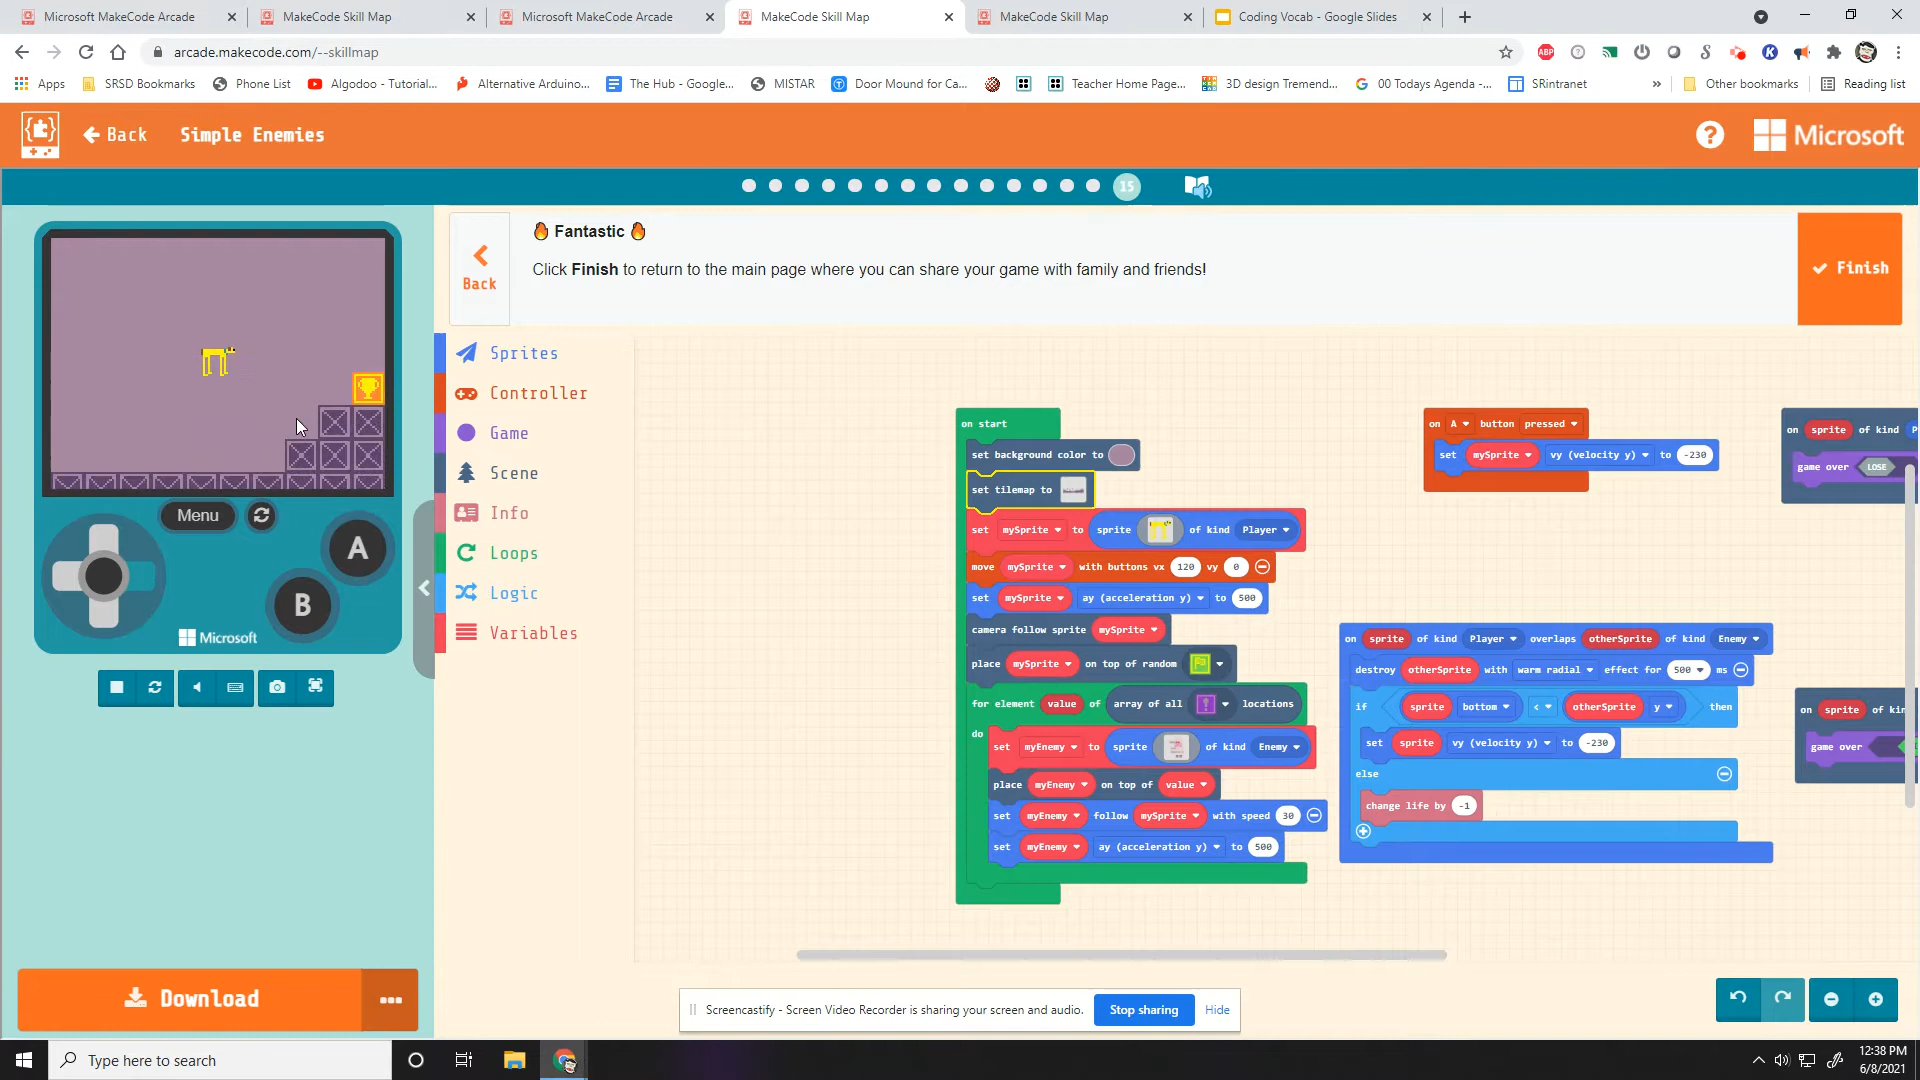 Microsoft MakeCode Arcade
MakeCode Skill Map
Microsoft MakeCode Arcade
MakeCode Skill Map
MakeCode Skill Map
Coding Vocab - Google Slides
arcade.makecode.com/--skillmap
Apps
SRSD Bookmarks
Phone List
Algodoo - Tutorial...
Alternative Arduino...
The Hub - Google...
MISTAR
Door Mound for Ca...
Teacher Home Page...
3D design Tremend...
00 Todays Agenda -...
SRintranet
Other bookmarks
Reading list
Back
Simple Enemies
Microsoft
15
Back
Fantastic
Click Finish to return to the main page where you can share your game with family and friends!
Finish
Menu
A
B
Microsoft
Download
Sprites
Controller
Game
Scene
Info
Loops
Logic
Variables
on start
set background color to
set tilemap to
set mySprite to sprite of kind Player
move mySprite with buttons vx 120 vy 0
set mySprite ay (acceleration y) to 500
camera follow sprite mySprite
place mySprite on top of random
for element value of array of all locations
do
set myEnemy to sprite of kind Enemy
place myEnemy on top of value
set myEnemy follow mySprite with speed 30
set myEnemy ay (acceleration y) to 500
on A button pressed
set mySprite vy (velocity y) to -230
on sprite of kind Player overlaps otherSprite of kind Enemy
destroy otherSprite with warm radial effect for 500 ms
if sprite bottom < otherSprite y then
set sprite vy (velocity y) to -230
else
change life by -1
on sprite of kind P
game over LOSE
on sprite of kin
game over
Screencastify - Screen Video Recorder is sharing your screen and audio.
Stop sharing
Hide
Type here to search
12:38 PM
6/8/2021